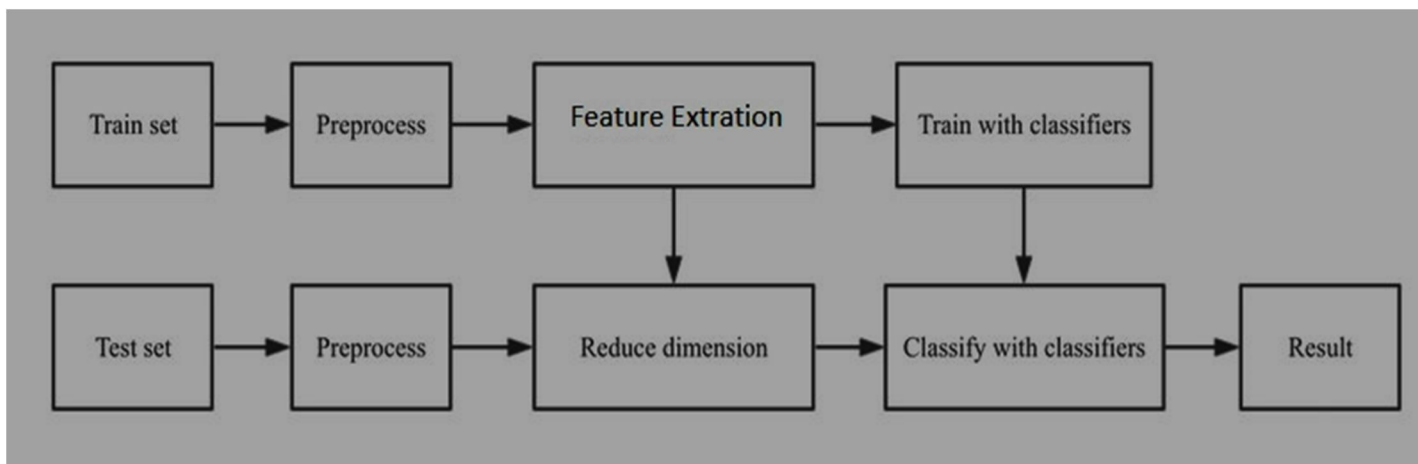 Train set
Preprocess
Feature Extration
Train with classifiers
Test set
Preprocess
Reduce dimension
Classify with classifiers
Result